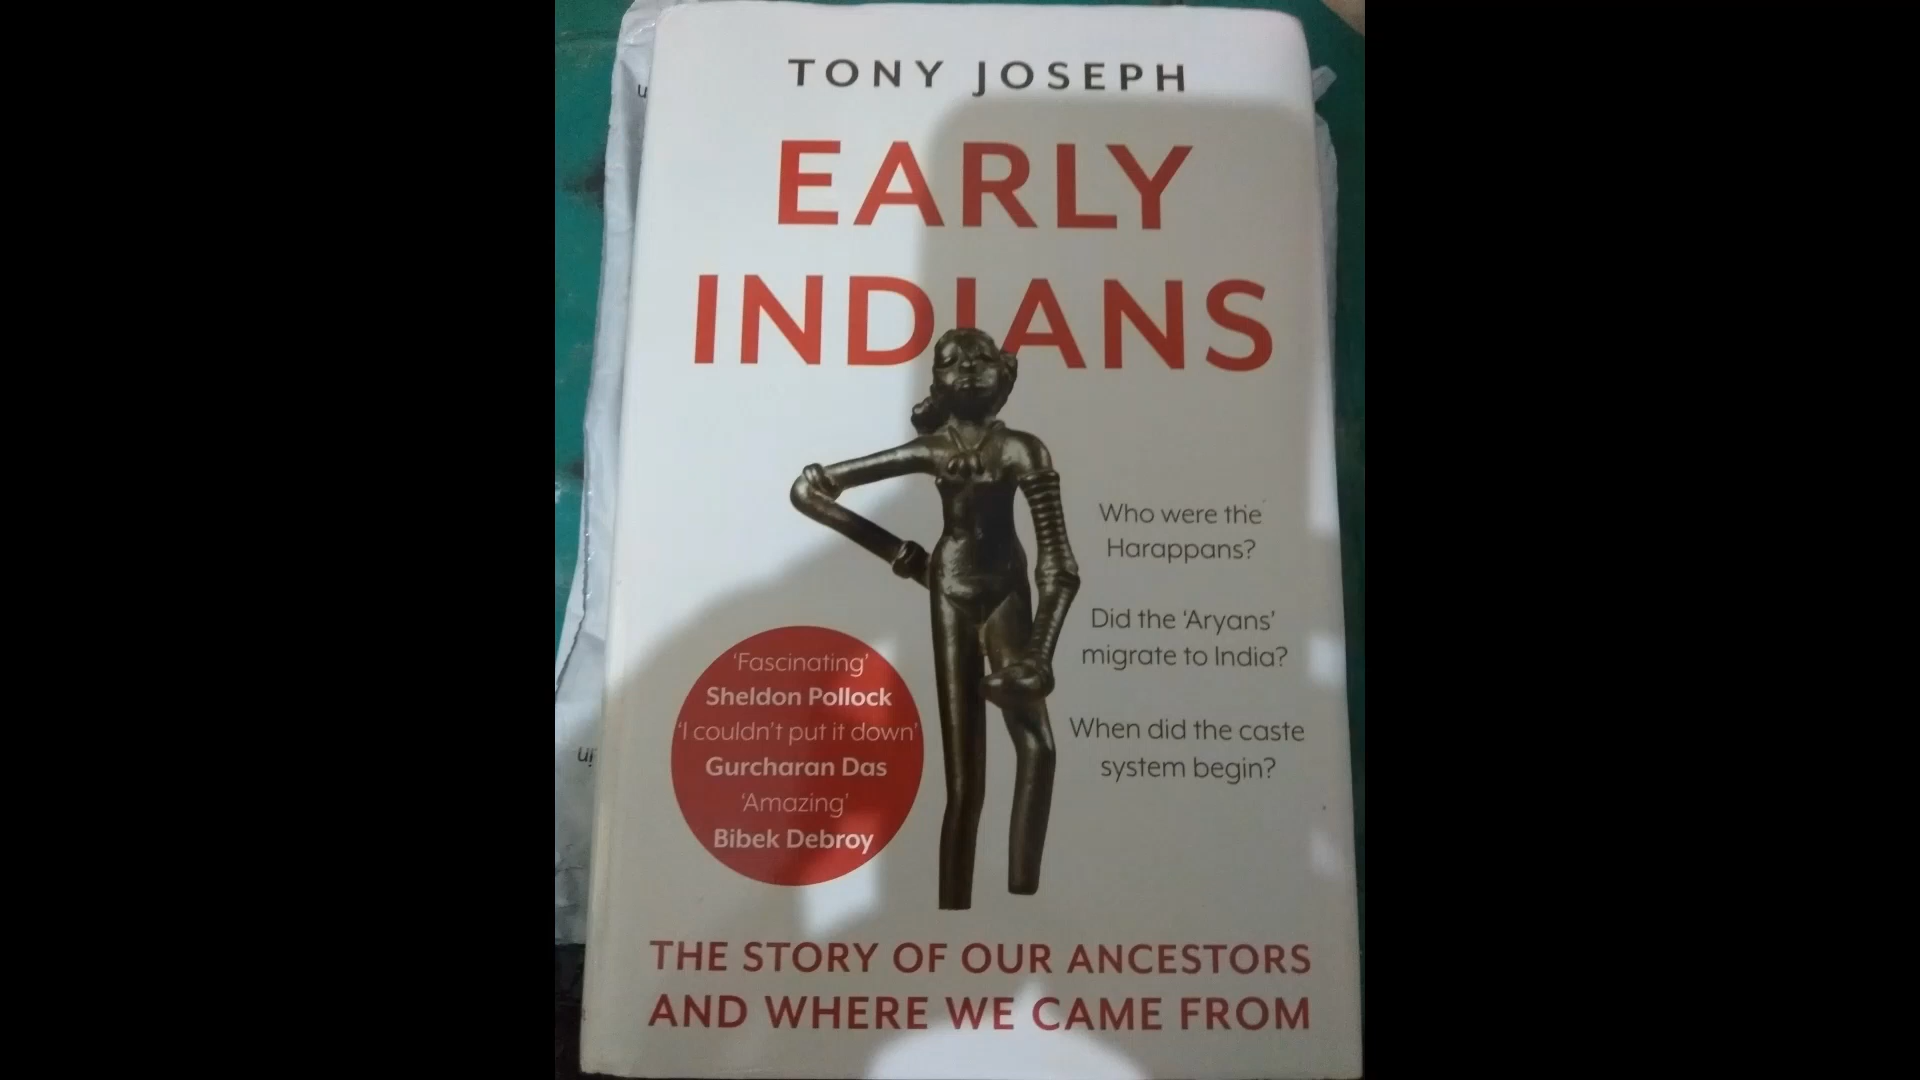 TONY JOSEPH
EARLY
INDIANS
Who were the
Harappans?
Did the ‘Aryans’
migrate to India?
When did the caste
system begin?
‘Fascinating’
Sheldon Pollock
‘I couldn’t put it down’
Gurcharan Das
‘Amazing’
Bibek Debroy
THE STORY OF OUR ANCESTORS
AND WHERE WE CAME FROM